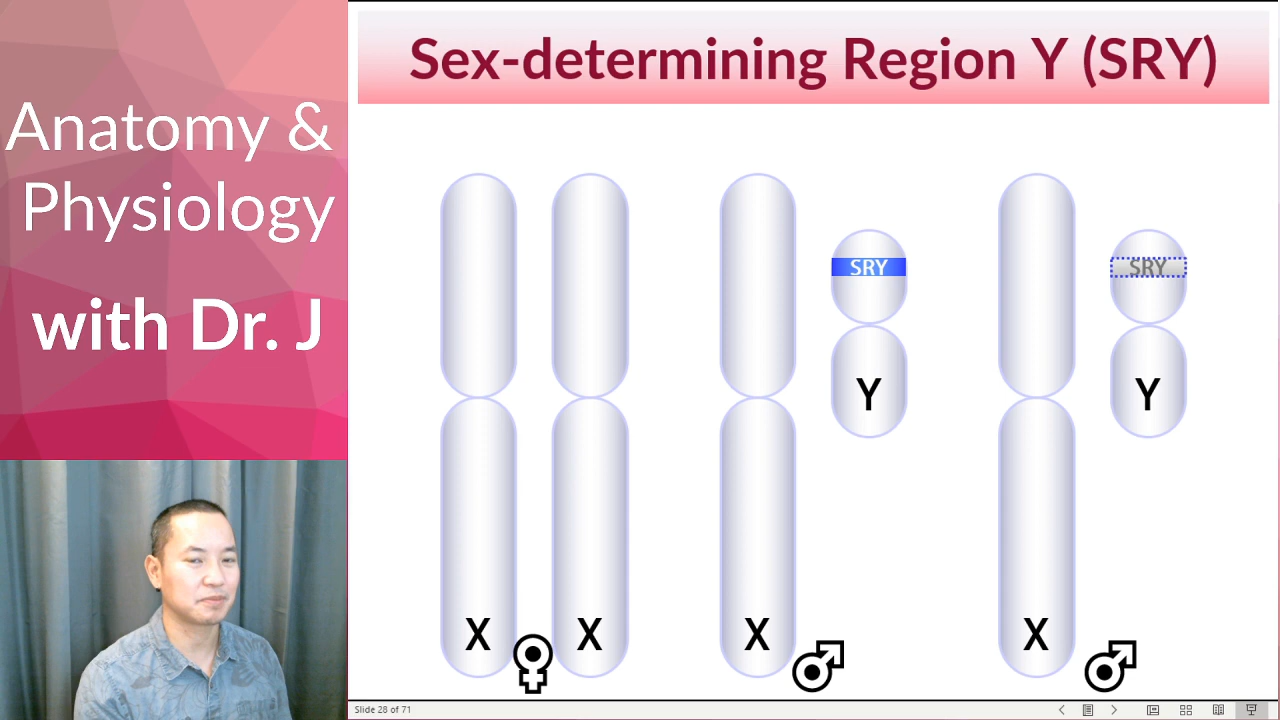 Anatomy &
Physiology
with Dr. J
Sex-determining Region Y (SRY)
SRY
SRY
Y
Y
X
X
X
X
Slide 28 of 71